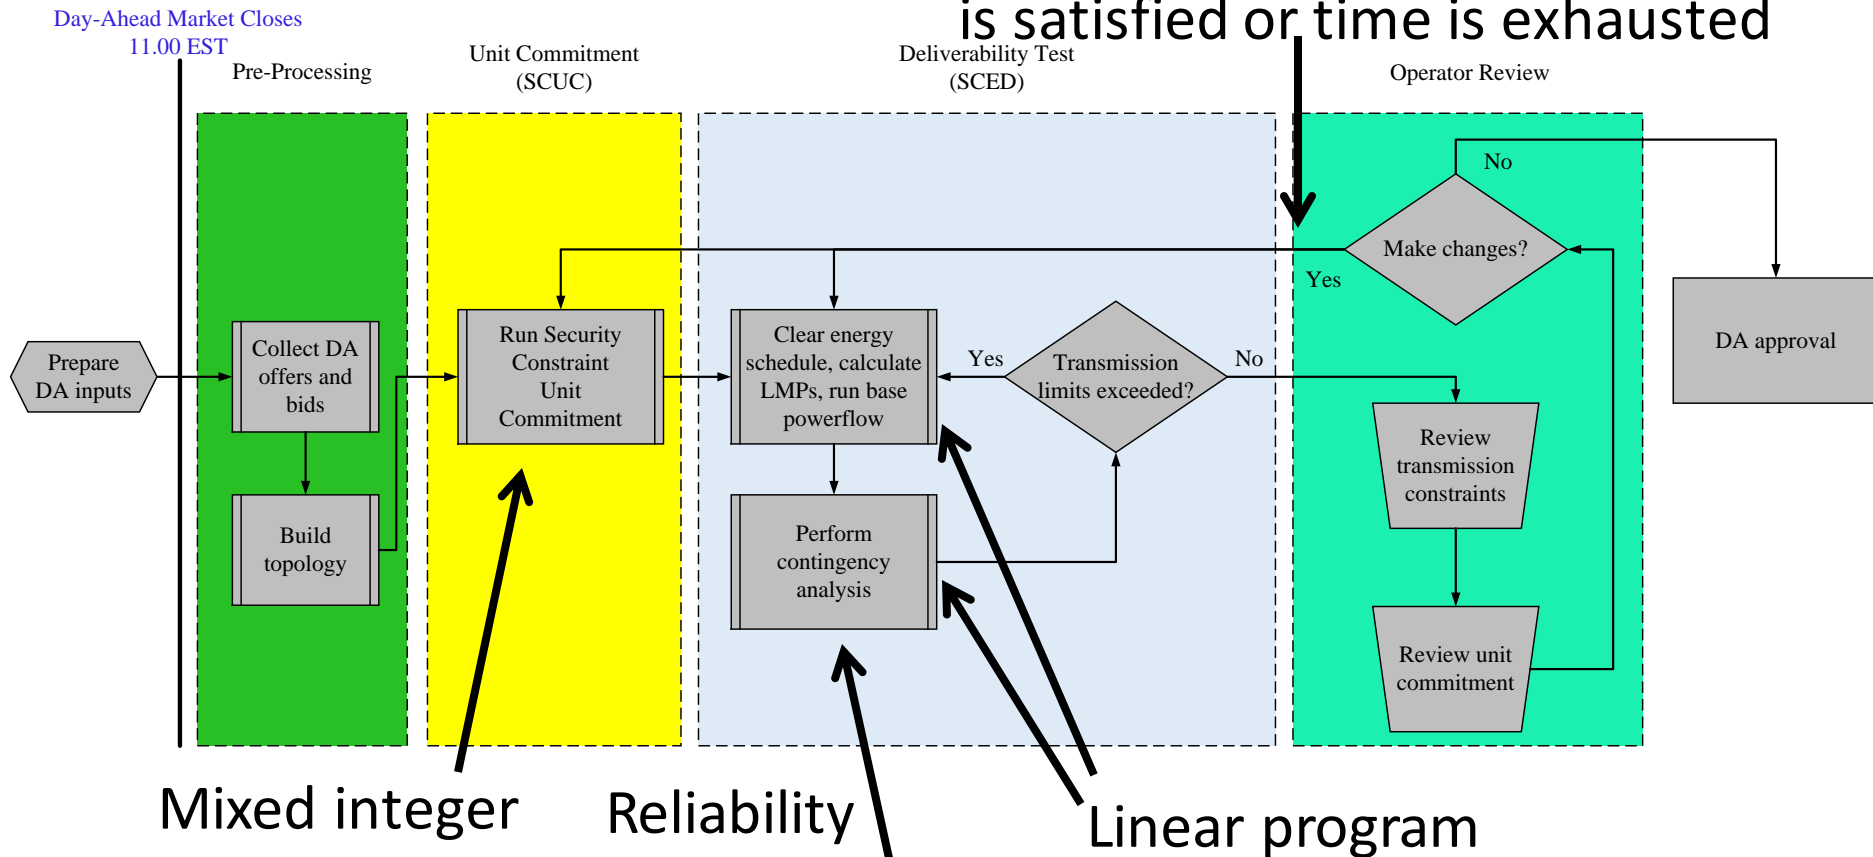 is satisfied or time is exhausted
Day-Ahead Market Closes
11.00 EST
Pre-Processing
Unit Commitment
(SCUC)
Deliverability Test
(SCED)
Operator Review
Prepare
DA inputs
Collect DA
offers and
bids
Build
topology
Run Security
Constraint
Unit
Commitment
Clear energy
schedule, calculate
LMPs, run base
powerflow
Perform
contingency
analysis
Yes
Transmission
limits exceeded?
No
Review
transmission
constraints
Review unit
commitment
Make changes?
Yes
No
DA approval
Mixed integer
Reliability
Linear program